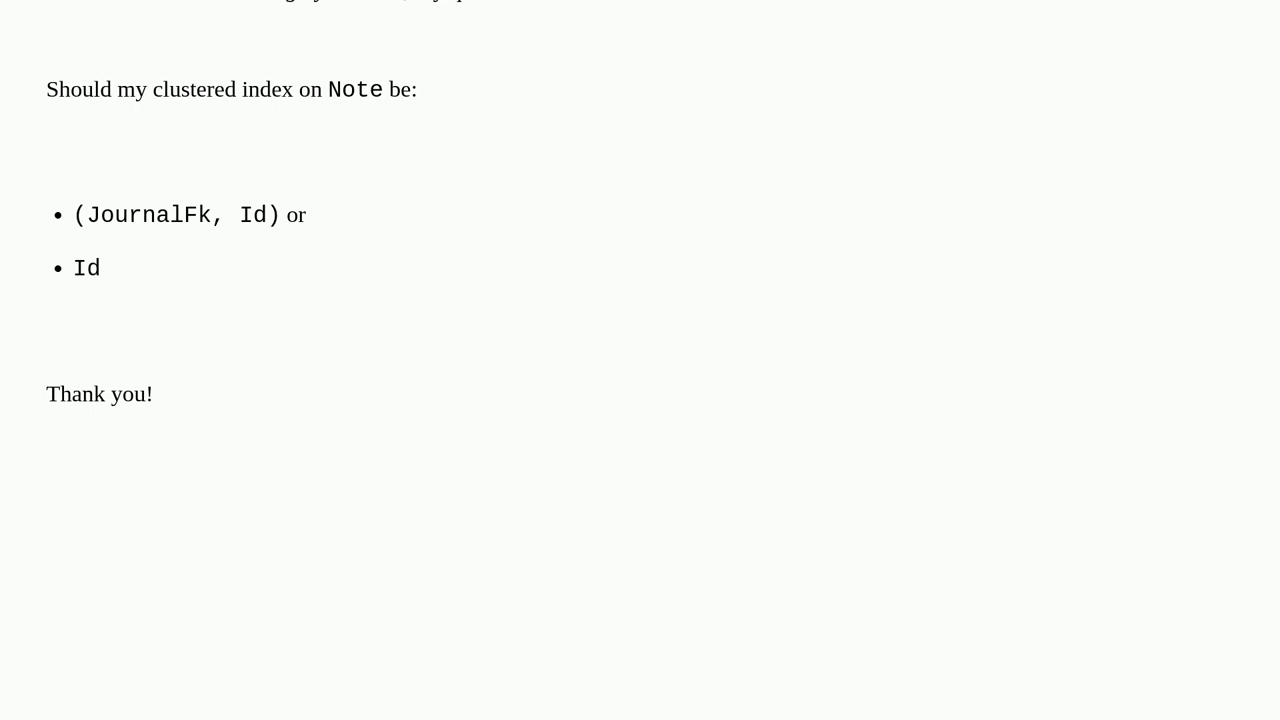 Should my clustered index on Note be:
• (JournalFk, Id) or
• Id
Thank you!